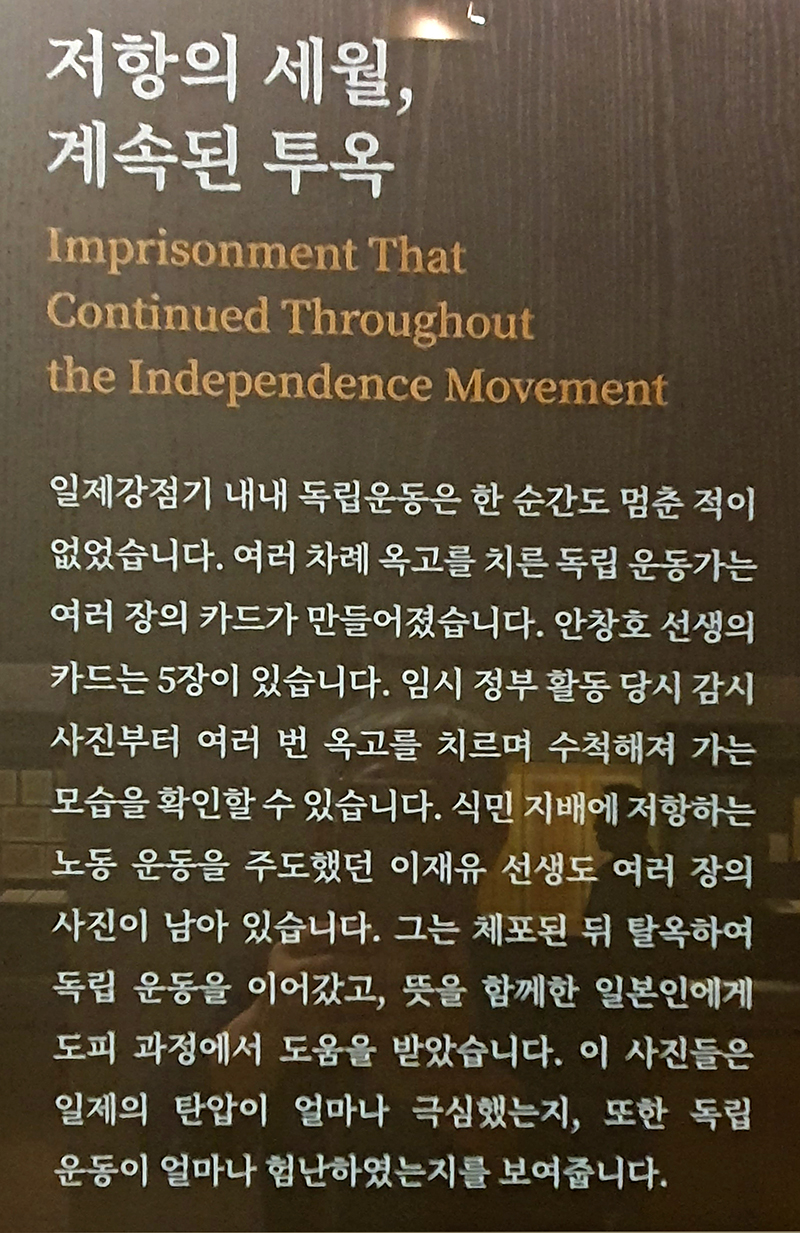 저항의 세월,
계속된 투옥
Imprisonment That
Continued Throughout
the Independence Movement
일제강점기 내내 독립운동은 한 순간도 멈춘 적이
없었습니다. 여러 차례 옥고를 치른 독립 운동가는
여러 장의 카드가 만들어졌습니다. 안창호 선생의
카드는 5장이 있습니다. 임시 정부 활동 당시 감시
사진부터 여러 번 옥고를 치르며 수척해져 가는
모습을 확인할 수 있습니다. 식민 지배에 저항하는
노동 운동을 주도했던 이재유 선생도 여러 장의
사진이 남아 있습니다. 그는 체포된 뒤 탈옥하여
독립 운동을 이어갔고, 뜻을 함께한 일본인에게
도피 과정에서 도움을 받았습니다. 이 사진들은
일제의 탄압이 얼마나 극심했는지, 또한 독립
운동이 얼마나 험난하였는지를 보여줍니다.